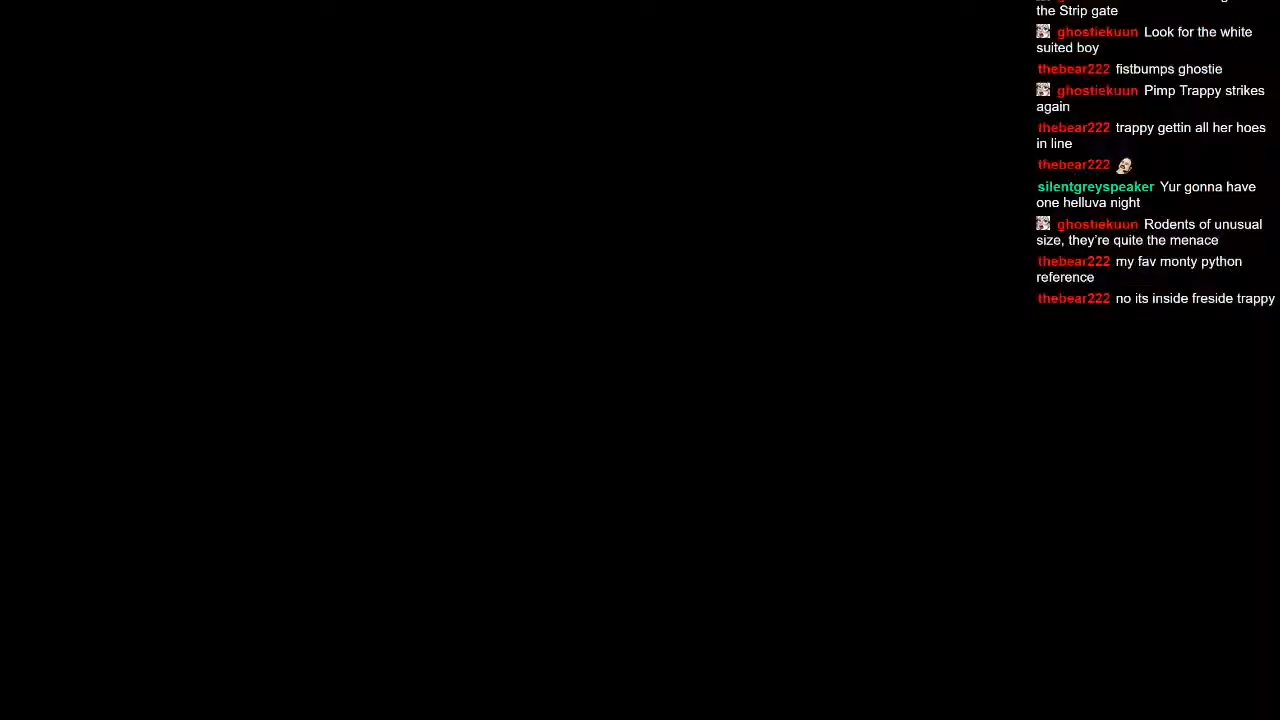 the Strip gate
ghostiekuun Look for the white
suited boy
thebear222 fistbumps ghostie
ghostiekuun Pimp Trappy strikes
again
thebear222 trappy gettin all her hoes
in line
thebear222
silentgreyspeaker Yur gonna have
one helluva night
ghostiekuun Rodents of unusual
size, they're quite the menace
thebear222 my fav monty python
reference
thebear222 no its inside freside trappy